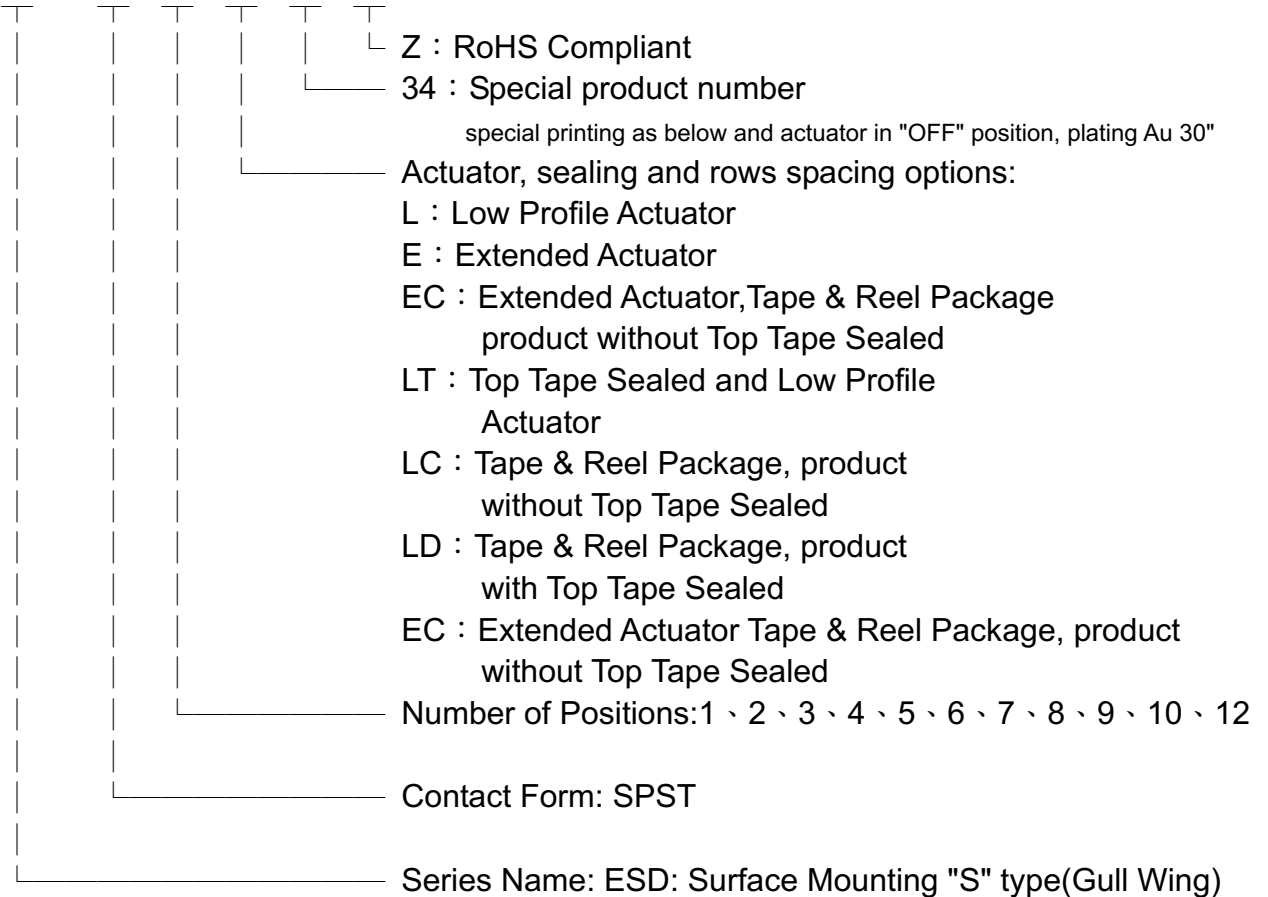 Z：RoHS Compliant
34：Special product number
special printing as below and actuator in "OFF" position, plating Au 30"
Actuator, sealing and rows spacing options:
L：Low Profile Actuator
E：Extended Actuator
EC：Extended Actuator,Tape & Reel Package
product without Top Tape Sealed
LT：Top Tape Sealed and Low Profile
Actuator
LC：Tape & Reel Package, product
without Top Tape Sealed
LD：Tape & Reel Package, product
with Top Tape Sealed
EC：Extended Actuator Tape & Reel Package, product
without Top Tape Sealed
Number of Positions:1、2、3、4、5、6、7、8、9、10、12
Contact Form: SPST
Series Name: ESD: Surface Mounting "S" type(Gull Wing)